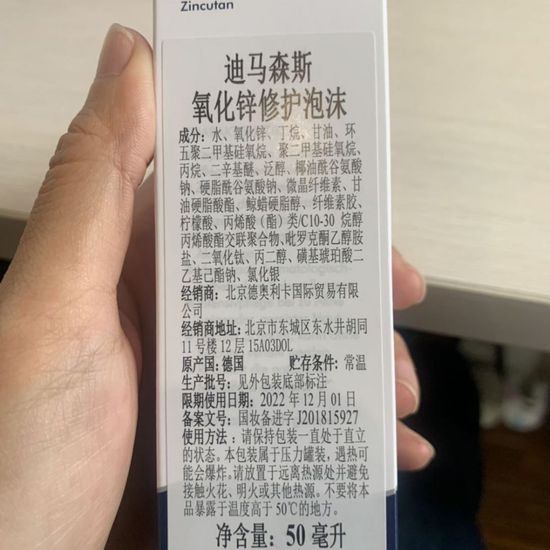 Zincutan
迪马森斯
氧化锌修护泡沫
成分：水、氧化锌、丁烷、甘油、环
五聚二甲基硅氧烷、聚二甲基硅氧烷、
丙烷、二辛基醚、泛醇、椰油酰谷氨酸
钠、硬脂酰谷氨酸钠、微晶纤维素、甘
油硬脂酸酯、鲸蜡硬脂醇、纤维素胶、
柠檬酸、丙烯酸（酯）类/C10-30 烷醇
丙烯酸酯交联聚合物、吡罗克酮乙醇胺
盐、二氧化钛、丙二醇、磺基琥珀酸二
乙基己酯钠、氯化银
经销商：北京德奥利卡国际贸易有限
公司
经销商地址：北京市东城区东水井胡同
11 号楼 12 层 15A03DOL
原产国：德国 贮存条件：常温
生产批号：见外包装底部标注
限期使用日期：2022 年 12 月 01 日
备案文号：国妆备进字 J201815927
使用方法：请保持包装一直处于直立
的状态。本包装属于压力罐装，遇热可
能会爆炸。请放置于远离热源处并避免
接触火花、明火或其他热源。不要将本
品暴露于温度高于 50℃的地方。
净含量：50 毫升